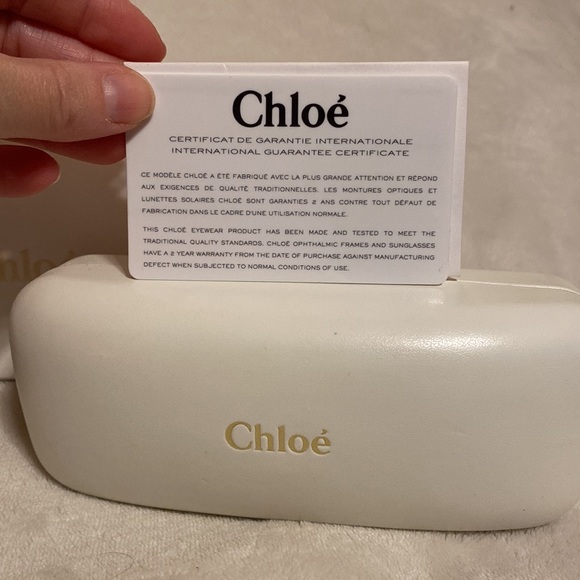 Chloé
CERTIFICAT DE GARANTIE INTERNATIONALE
INTERNATIONAL GUARANTEE CERTIFICATE
CE MODÈLE CHLOÉ A ÉTÉ FABRIQUÉ AVEC LA PLUS GRANDE ATTENTION ET RÉPOND
AUX EXIGENCES DE QUALITÉ TRADITIONNELLES. LES MONTURES OPTIQUES ET
LUNETTES SOLAIRES CHLOÉ SONT GARANTIES 2 ANS CONTRE TOUT DÉFAUT DE
FABRICATION DANS LE CADRE D'UNE UTILISATION NORMALE.
THIS CHLOÉ EYEWEAR PRODUCT HAS BEEN MADE AND TESTED TO MEET THE
TRADITIONAL QUALITY STANDARDS. CHLOÉ OPHTHALMIC FRAMES AND SUNGLASSES
HAVE A 2 YEAR WARRANTY FROM THE DATE OF PURCHASE AGAINST MANUFACTURING
DEFECT WHEN SUBJECTED TO NORMAL CONDITIONS OF USE.
hloé
Chloé